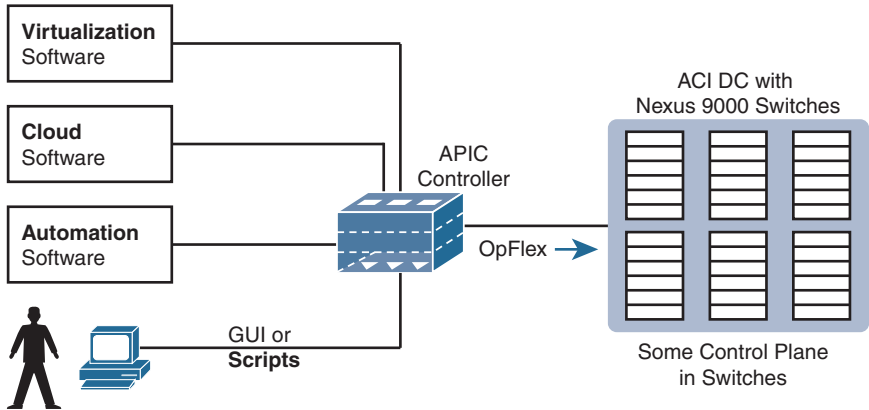 Virtualization
Software
Cloud
Software
Automation
Software
GUI or
Scripts
APIC
Controller
OpFlex
ACI DC with
Nexus 9000 Switches
Some Control Plane
in Switches